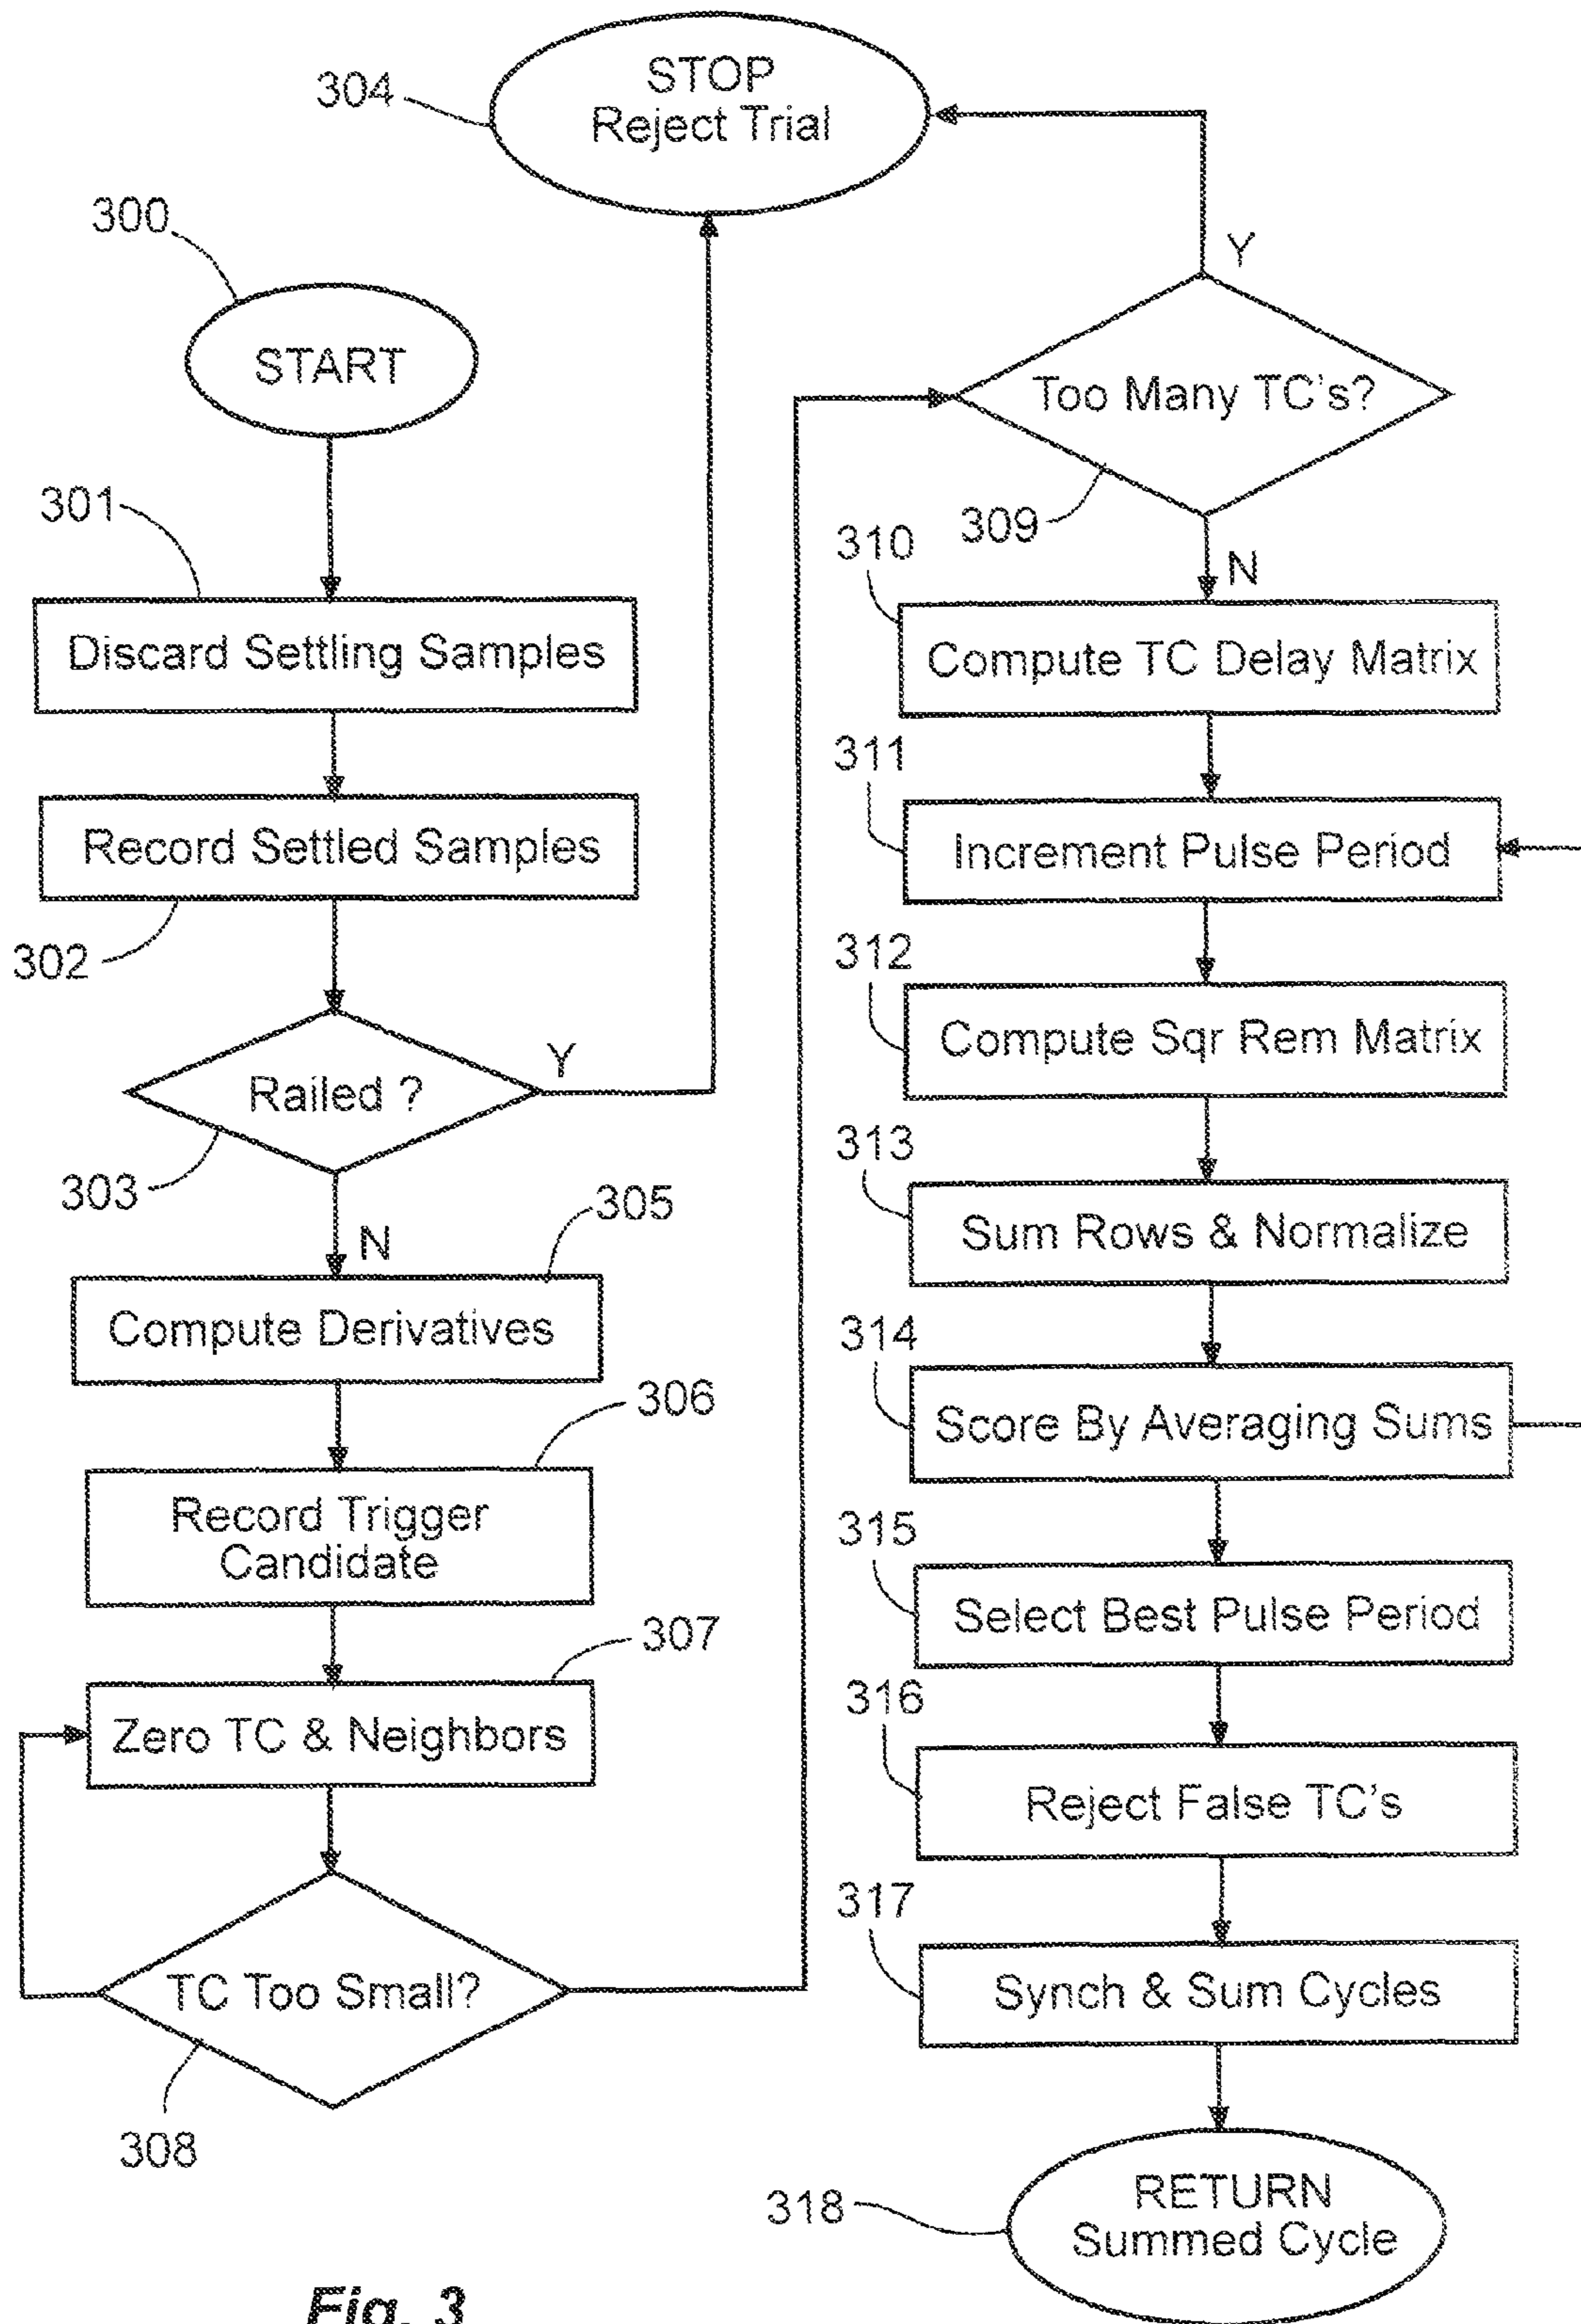 304
STOP
Reject Trial
300
START
301
Discard Settling Samples
Record Settled Samples
302
Railed ?
Y
303
N
305
Compute Derivatives
306
Record Trigger
Candidate
307
Zero TC & Neighbors
TC Too Small?
308
Y
Too Many TC's?
309
N
310
Compute TC Delay Matrix
311
Increment Pulse Period
312
Compute Sqr Rem Matrix
313
Sum Rows & Normalize
314
Score By Averaging Sums
315
Select Best Pulse Period
316
Reject False TC's
317
Synch & Sum Cycles
318
RETURN
Summed Cycle
Fig. 3